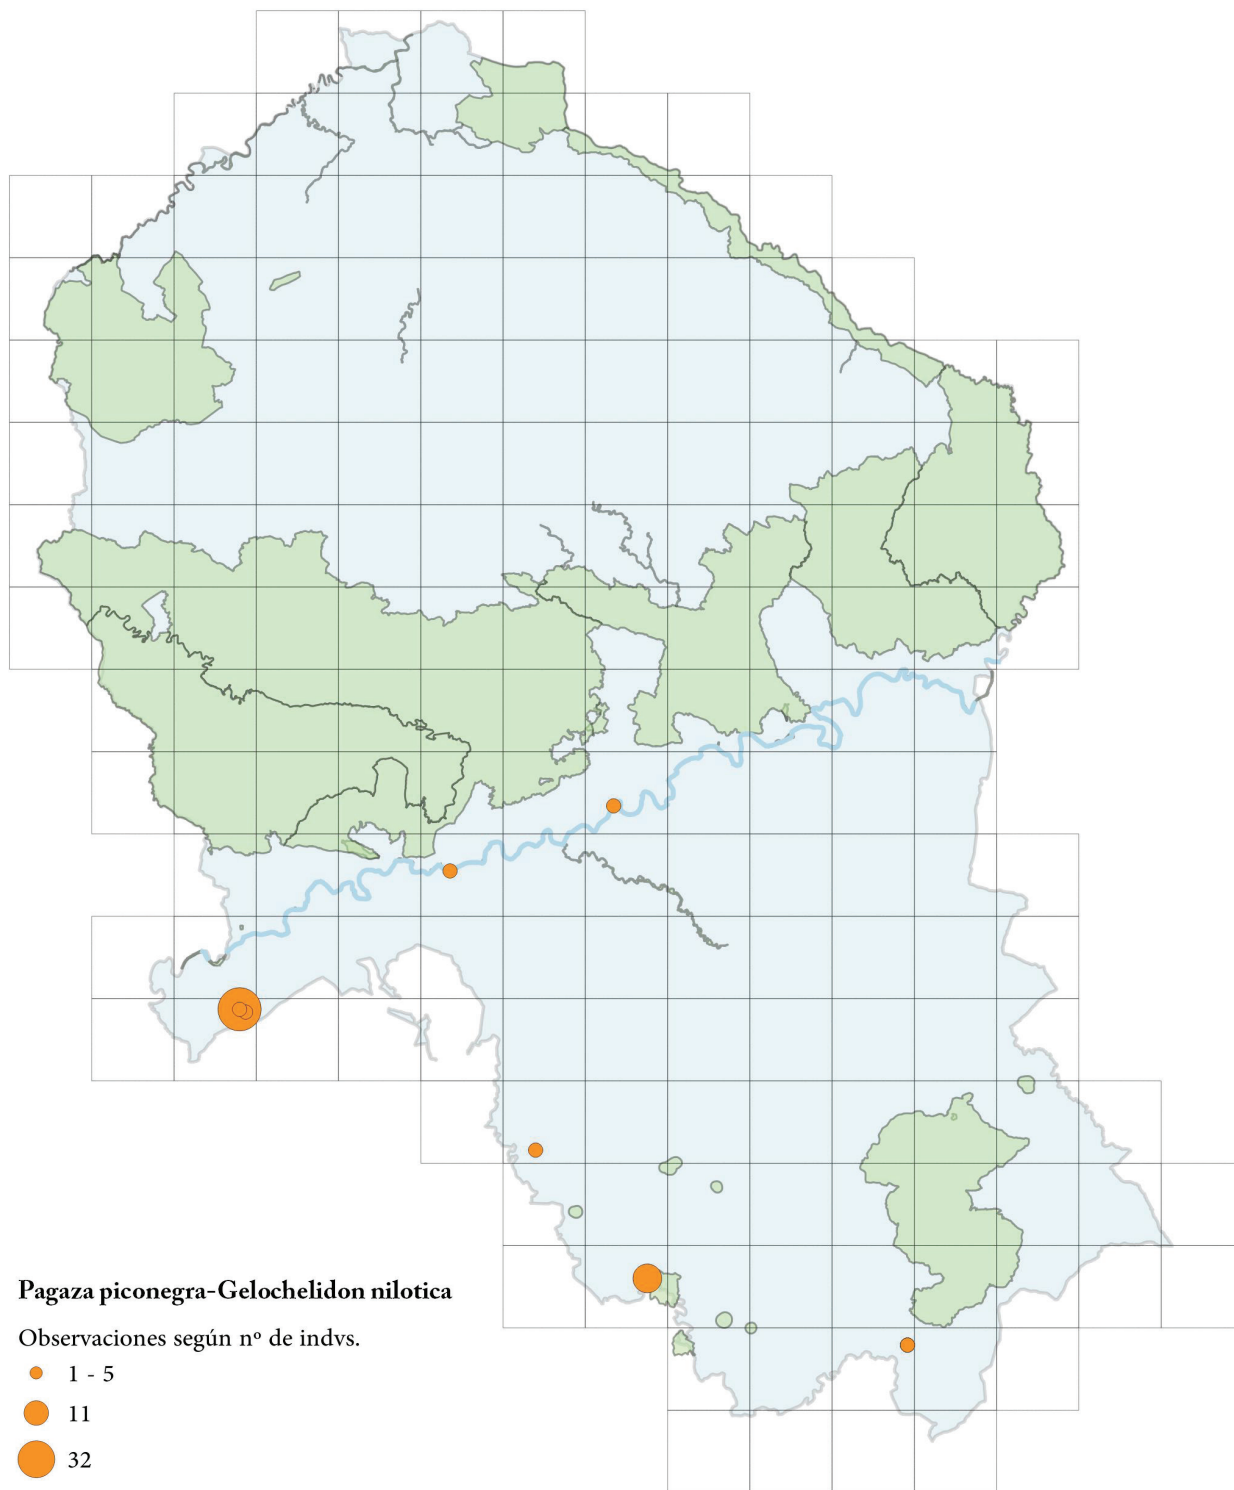 Pagaza piconegra-Gelochelidon nilotica
Observaciones según nº de indvs.
1 - 5
11
32